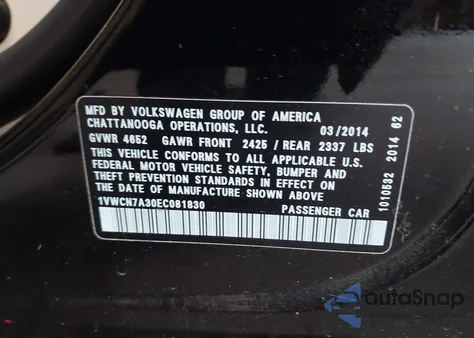 MFD BY VOLKSWAGEN GROUP OF AMERICA
CHATTANOOGA OPERATIONS, LLC. 03/2014
GVWR 4652 GAWR FRONT 2425 / REAR 2337 LBS
THIS VEHICLE CONFORMS TO ALL APPLICABLE U.S.
FEDERAL MOTOR VEHICLE SAFETY, BUMPER AND
THEFT PREVENTION STANDARDS IN EFFECT ON
THE DATE OF MANUFACTURE SHOWN ABOVE
1VWCN7A30EC081830 PASSENGER CAR
1010532 2014 62
autoSnap